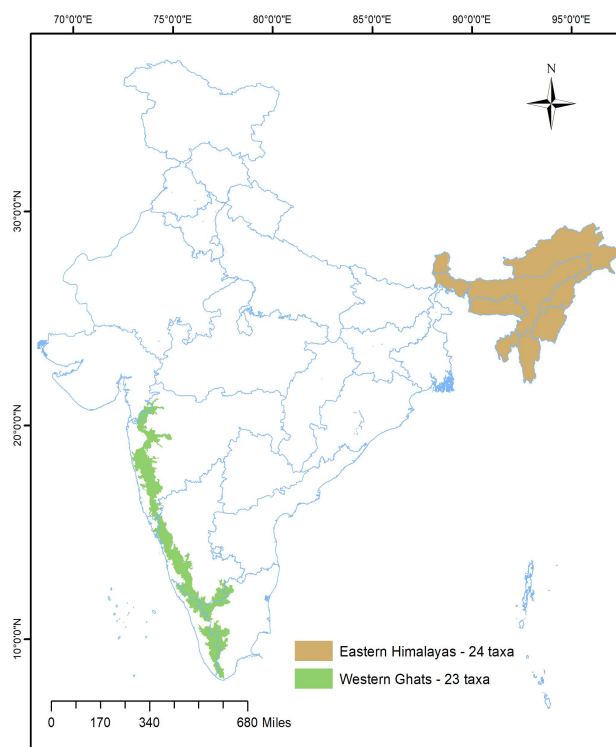 70°0'0"E 75°0'0"E 80°0'0"E 85°0'0"E 90°0'0"E 95°0'0"E
N
30°0'0"N
20°0'0"N
10°0'0"N
Eastern Himalayas - 24 taxa
Western Ghats - 23 taxa
0 170 340 680 Miles